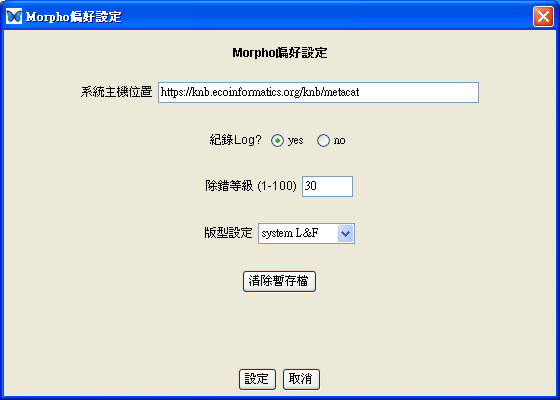 Morpho偏好設定
Morpho偏好設定
系統主機位置 https://knb.ecoinformatics.org/knb/metacat
紀錄Log? yes no
除錯等級 (1-100) 30
版型設定 system L&F
清除暫存檔
設定 取消